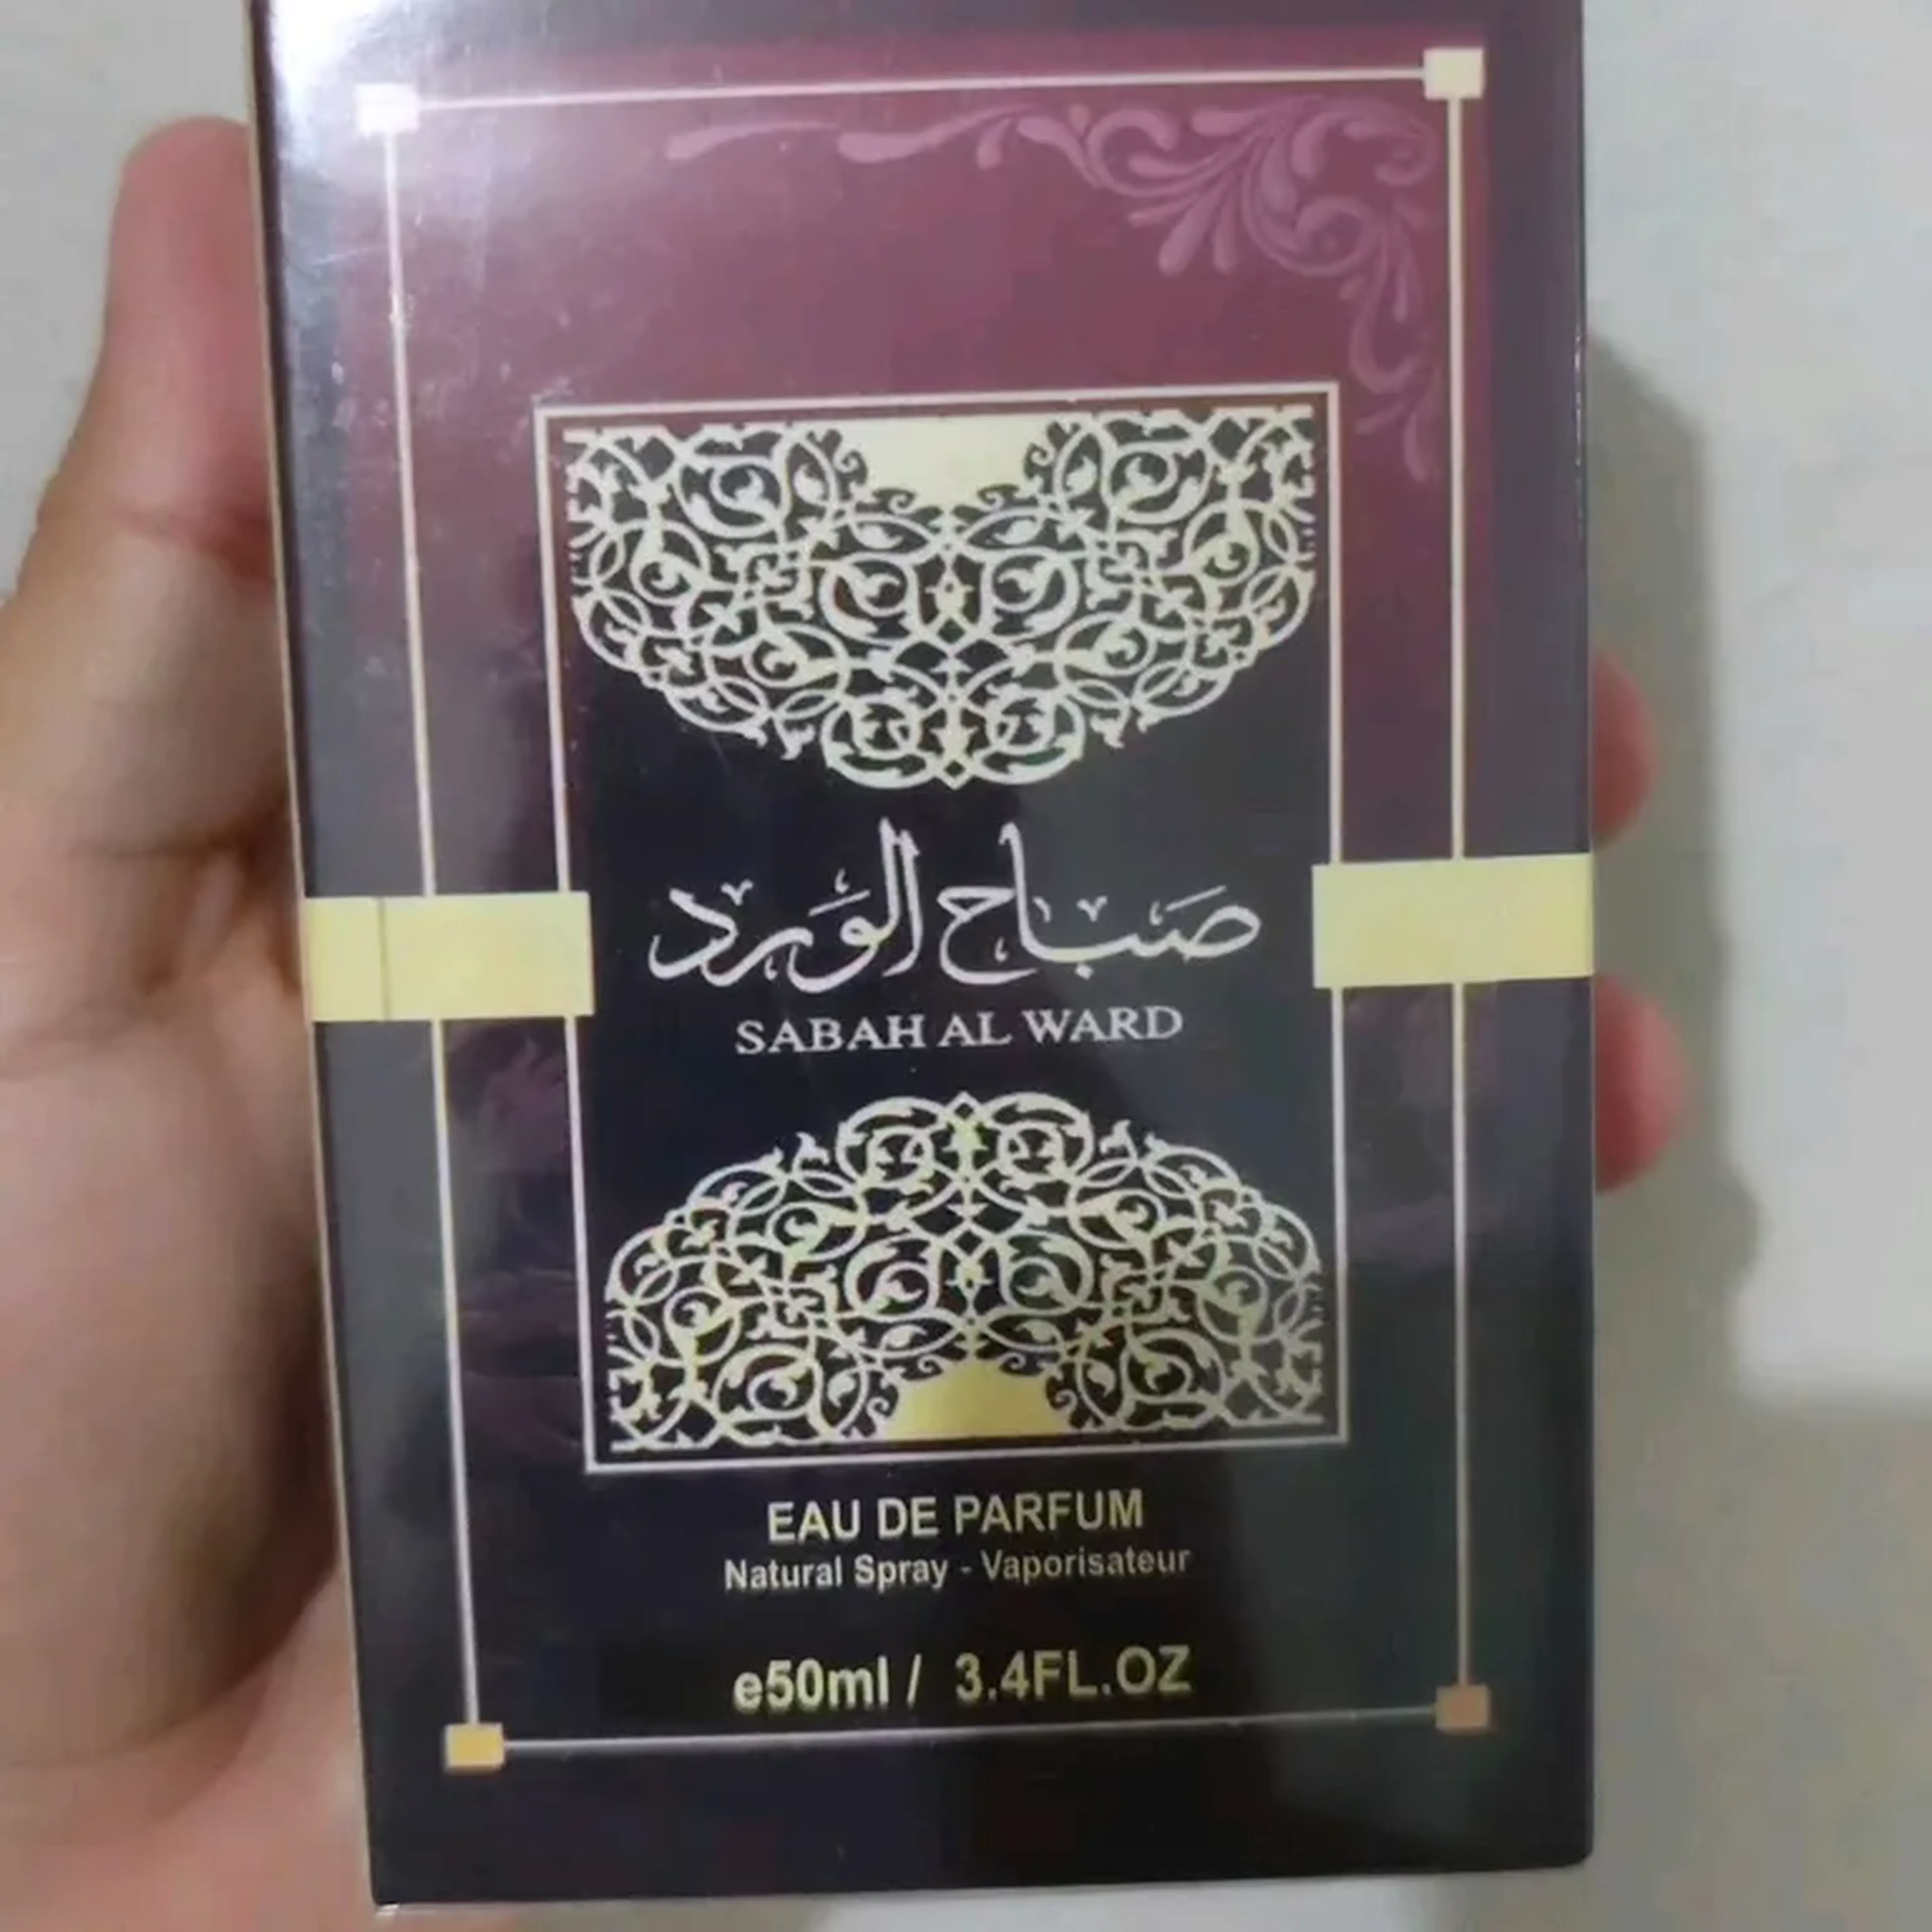 صباح الورد
SABAH AL WARD
EAU DE PARFUM
Natural Spray - Vaporisateur
e50ml / 3.4FL.OZ